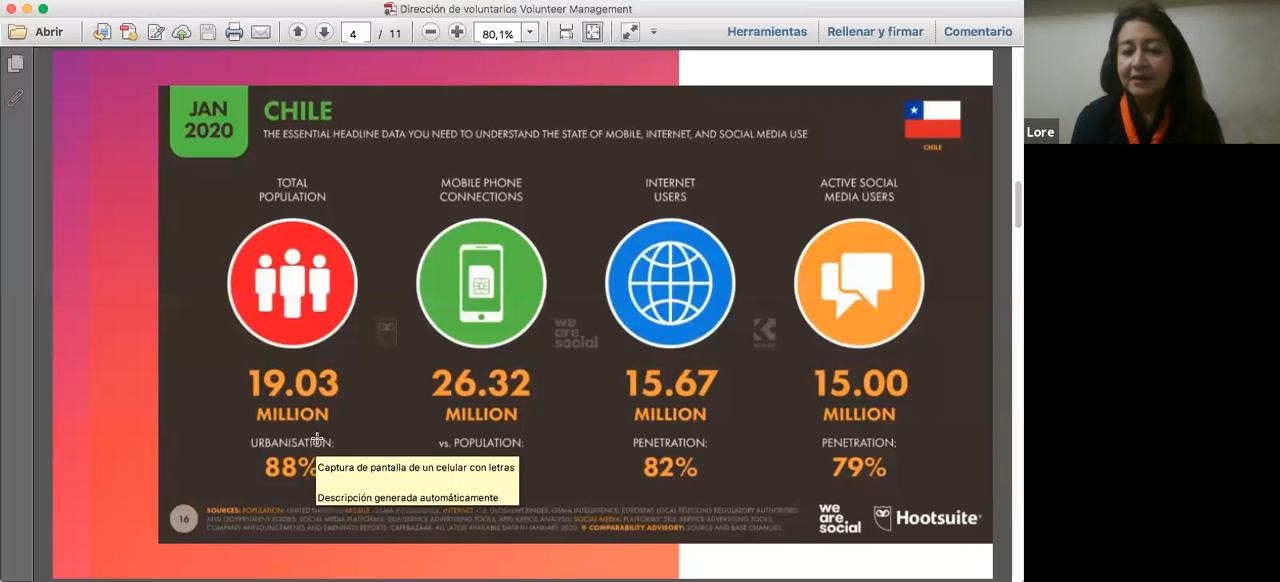 Dirección de voluntarios Volunteer Management
Abrir
4 / 11
80,1%
Herramientas
Rellenar y firmar
Comentario
Lore
JAN
2020
CHILE
THE ESSENTIAL HEADLINE DATA YOU NEED TO UNDERSTAND THE STATE OF MOBILE, INTERNET, AND SOCIAL MEDIA USE
CHILE
TOTAL
POPULATION
MOBILE PHONE
CONNECTIONS
INTERNET
USERS
ACTIVE SOCIAL
MEDIA USERS
we
are
social
19.03
MILLION
26.32
MILLION
15.67
MILLION
15.00
MILLION
URBANISATION:
88%
vs. POPULATION:
PENETRATION:
82%
PENETRATION:
79%
Captura de pantalla de un celular con letras
Descripción generada automáticamente
16
we
are
social
Hootsuite